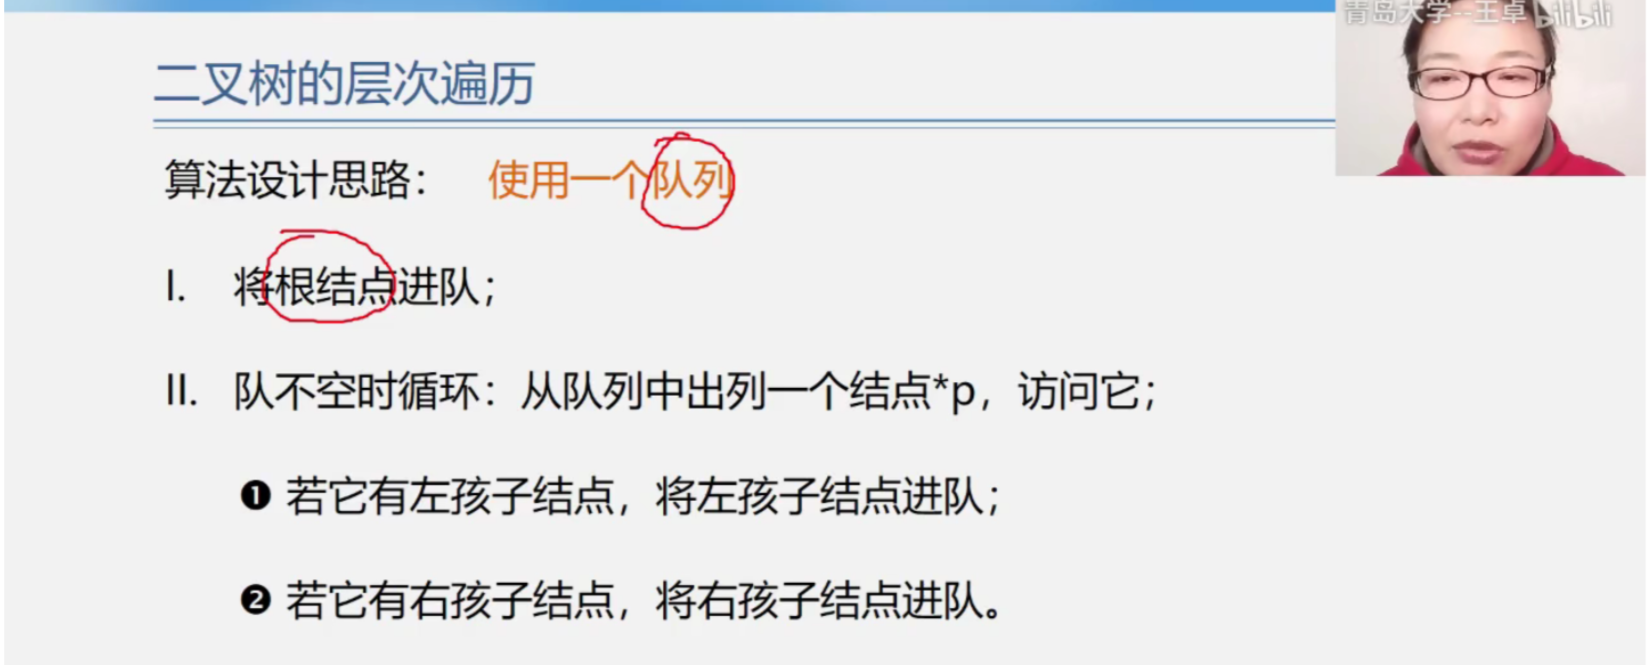 青岛大学--王卓 bilibili
二叉树的层次遍历
算法设计思路： 使用一个队列
I. 将根结点进队；
II. 队不空时循环：从队列中出列一个结点*p，访问它；
❶ 若它有左孩子结点，将左孩子结点进队；
❷ 若它有右孩子结点，将右孩子结点进队。